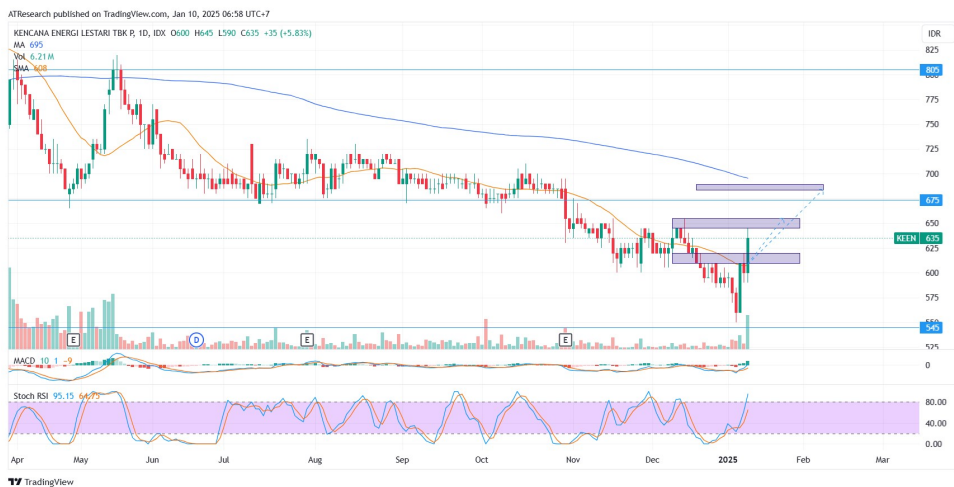 ATResearch published on TradingView.com, Jan 10, 2025 06:58 UTC+7
KENCANA ENERGI LESTARI TBK P, 1D, IDX O600 H645 L590 C635 +35 (+5.83%)
IDR
MA 695
Vol 6.21 M
SMA 608
825
805
775
750
725
700
675
650
KEEN 635
625
600
575
545
525
E
D
E
E
MACD 10 1 −9
0
Stoch RSI 95.15 64.75
80.00
40.00
0.00
Apr
May
Jun
Jul
Aug
Sep
Oct
Nov
Dec
2025
Feb
Mar
TradingView